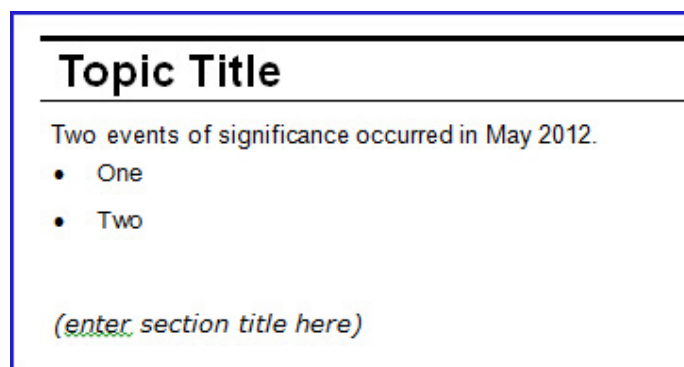 Topic Title
Two events of significance occurred in May 2012.
• One
• Two
(enter section title here)